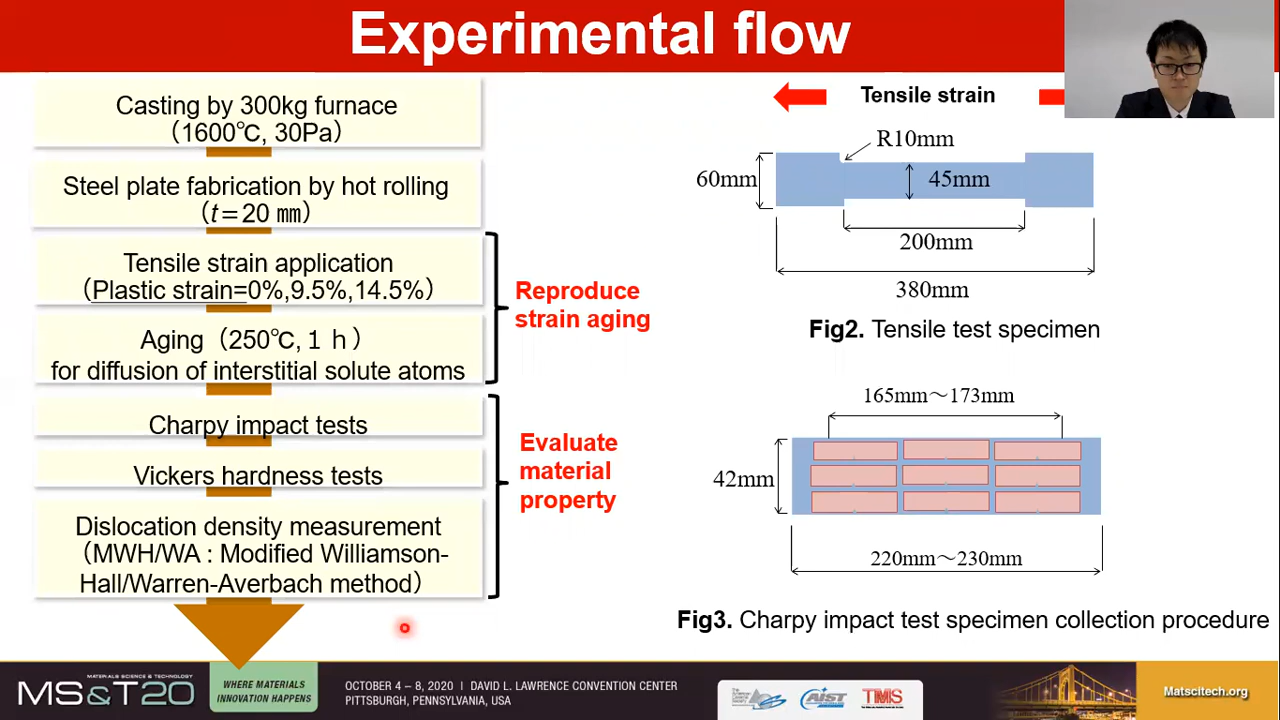 Experimental flow
Casting by 300kg furnace
（1600℃, 30Pa）
Steel plate fabrication by hot rolling
（t＝20 ㎜）
Tensile strain application
（Plastic strain=0%,9.5%,14.5%）
Aging（250℃, 1 h）
for diffusion of interstitial solute atoms
Charpy impact tests
Vickers hardness tests
Dislocation density measurement
（MWH/WA : Modified Williamson-
Hall/Warren-Averbach method）
Reproduce
strain aging
Evaluate
material
property
Tensile strain
R10mm
60mm
45mm
200mm
380mm
Fig2. Tensile test specimen
165mm～173mm
42mm
220mm～230mm
Fig3. Charpy impact test specimen collection procedure
MATERIALS SCIENCE & TECHNOLOGY
MS&T20
WHERE MATERIALS
INNOVATION HAPPENS
OCTOBER 4 – 8, 2020 | DAVID L. LAWRENCE CONVENTION CENTER
PITTSBURGH, PENNSYLVANIA, USA
AIST
TMS
Matscitech.org